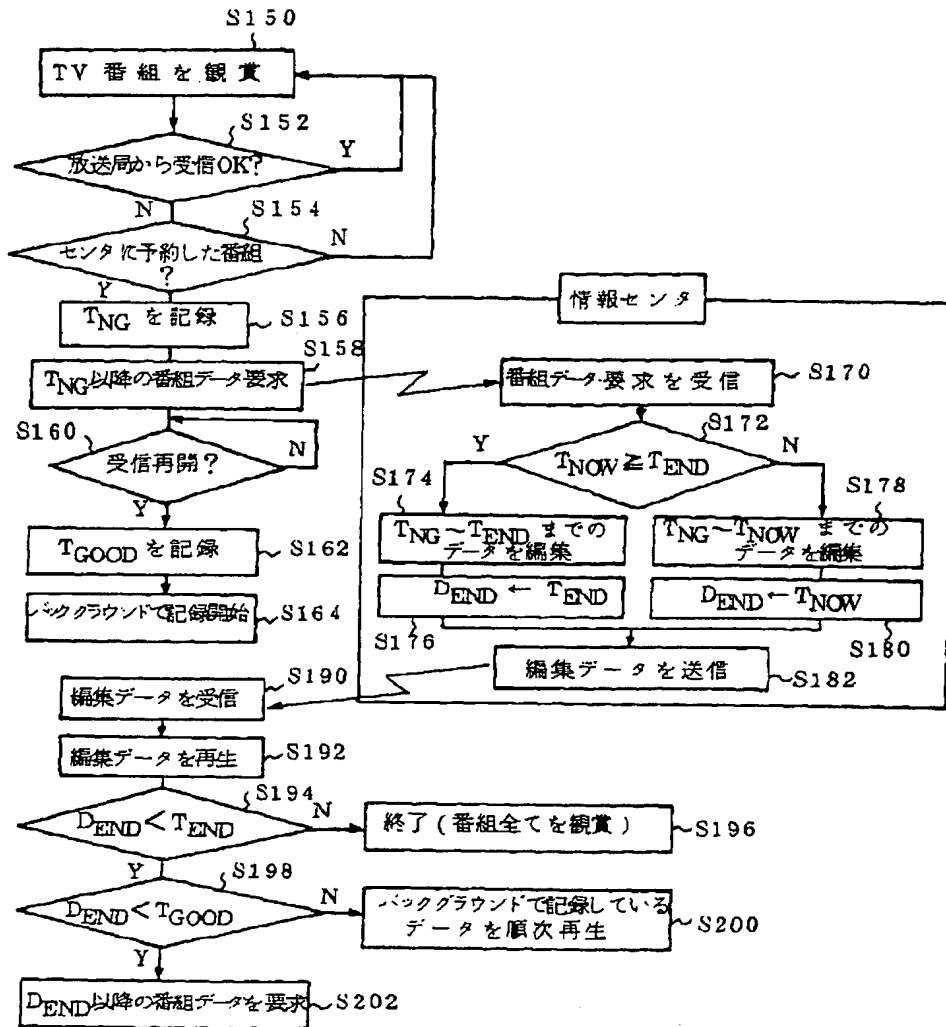 S150
TV 番組を観賞
S152
放送局から受信OK?
Y
N
S154
センタに予約した番組
?
N
Y
TNG を記録
S156
S158
TNG以降の番組データ要求
S160
受信再開?
N
Y
TGOODを記録
S162
バックグラウンドで記録開始
S164
情報センタ
番組データ要求を受信
S170
S172
TNOW≧TEND
Y
N
S174
TNG~TENDまでの
データを編集
DEND ← TEND
S176
S178
TNG~TNOW までの
データを編集
DEND←TNOW
S180
編集データを送信
S182
S190
編集データを受信
編集データを再生
S192
S194
DEND<TEND
N
終了(番組全てを観賞)
S196
Y
S198
DEND<TGOOD
N
バックグラウンドで記録している
データを順次再生
S200
Y
DEND以降の番組データを要求
S202